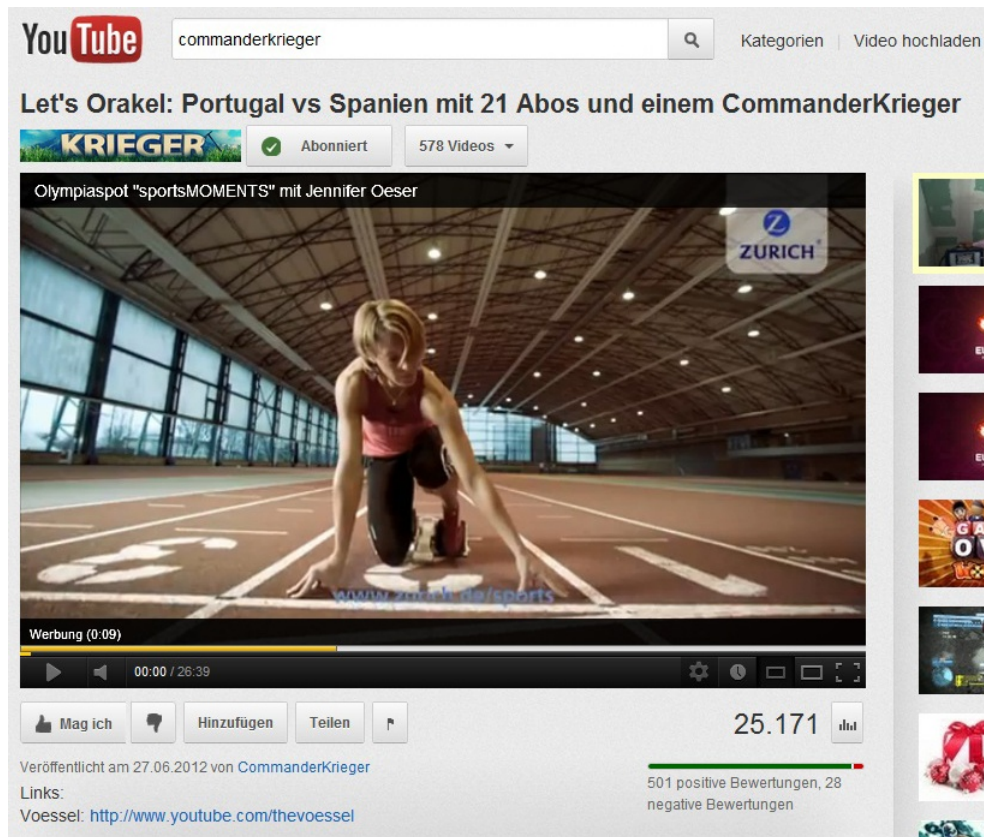 YouTube
commanderkrieger
Kategorien
Video hochladen
Let's Orakel: Portugal vs Spanien mit 21 Abos und einem CommanderKrieger
KRIEGER
Abonniert
578 Videos
Olympiaspot "sportsMOMENTS" mit Jennifer Oeser
Z
ZURICH
www.zurich.de/sports
Werbung (0:09)
00:00 / 26:39
Mag ich
Hinzufügen
Teilen
25.171
Veröffentlicht am 27.06.2012 von CommanderKrieger
501 positive Bewertungen, 28
negative Bewertungen
Links:
Voessel: http://www.youtube.com/thevoessel